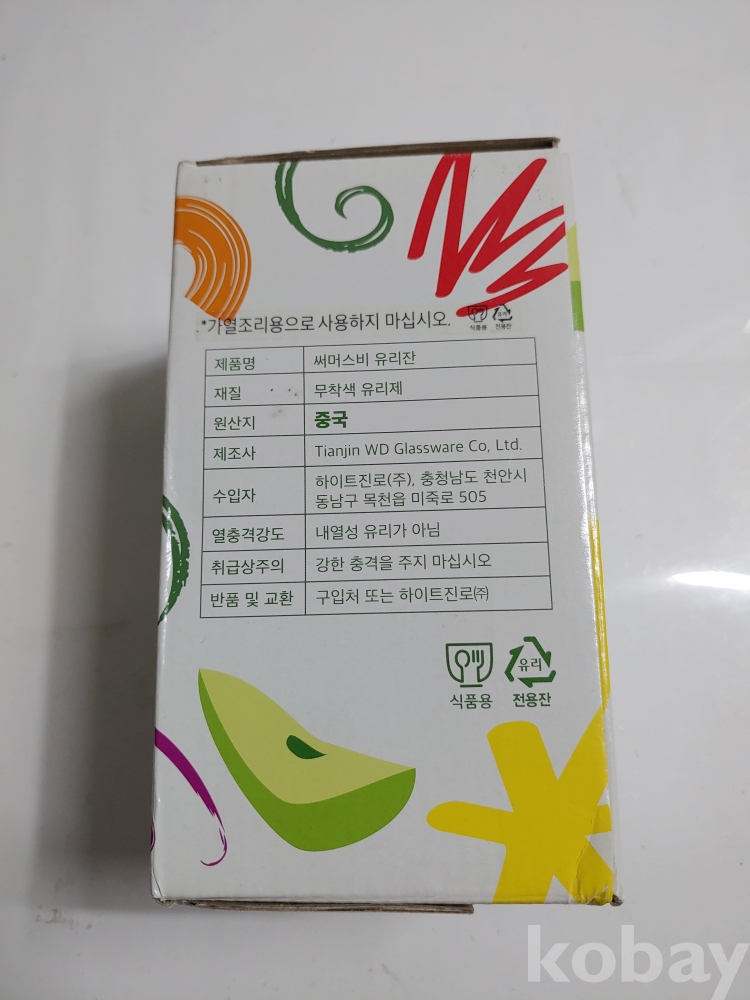 *가열조리용으로 사용하지 마십시오.
식품용 전용잔
제품명 써머스비 유리잔
재질 무착색 유리제
원산지 중국
제조사 Tianjin WD Glassware Co, Ltd.
수입자 하이트진로(주), 충청남도 천안시
동남구 목천읍 미죽로 505
열충격강도 내열성 유리가 아님
취급상주의 강한 충격을 주지 마십시오
반품 및 교환 구입처 또는 하이트진로㈜
유리
식품용 전용잔
kobay